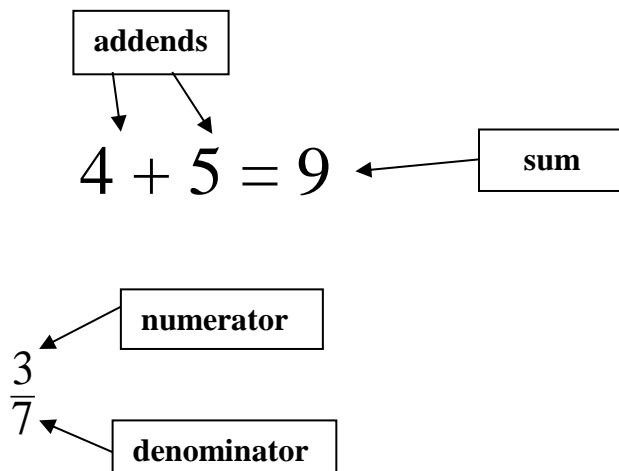 addends
4 + 5 = 9
sum
numerator
3
7
denominator